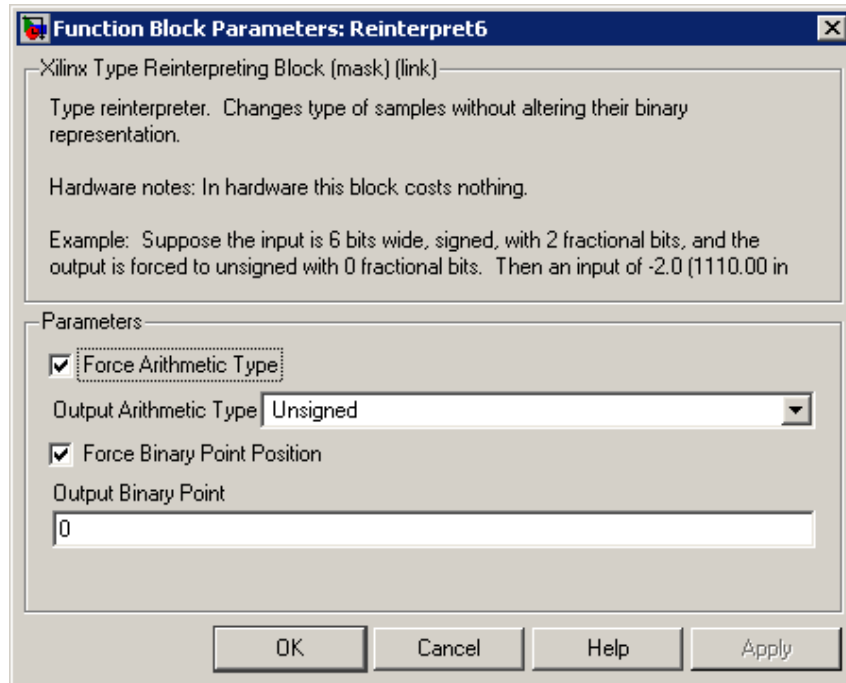 Function Block Parameters: Reinterpret6
Xilinx Type Reinterpreting Block (mask) (link)
Type reinterpreter.  Changes type of samples without altering their binary
representation.
Hardware notes: In hardware this block costs nothing.
Example:  Suppose the input is 6 bits wide, signed, with 2 fractional bits, and the
output is forced to unsigned with 0 fractional bits.  Then an input of -2.0 (1110.00 in
Parameters
Force Arithmetic Type
Output Arithmetic Type Unsigned
Force Binary Point Position
Output Binary Point
0
OK Cancel Help Apply